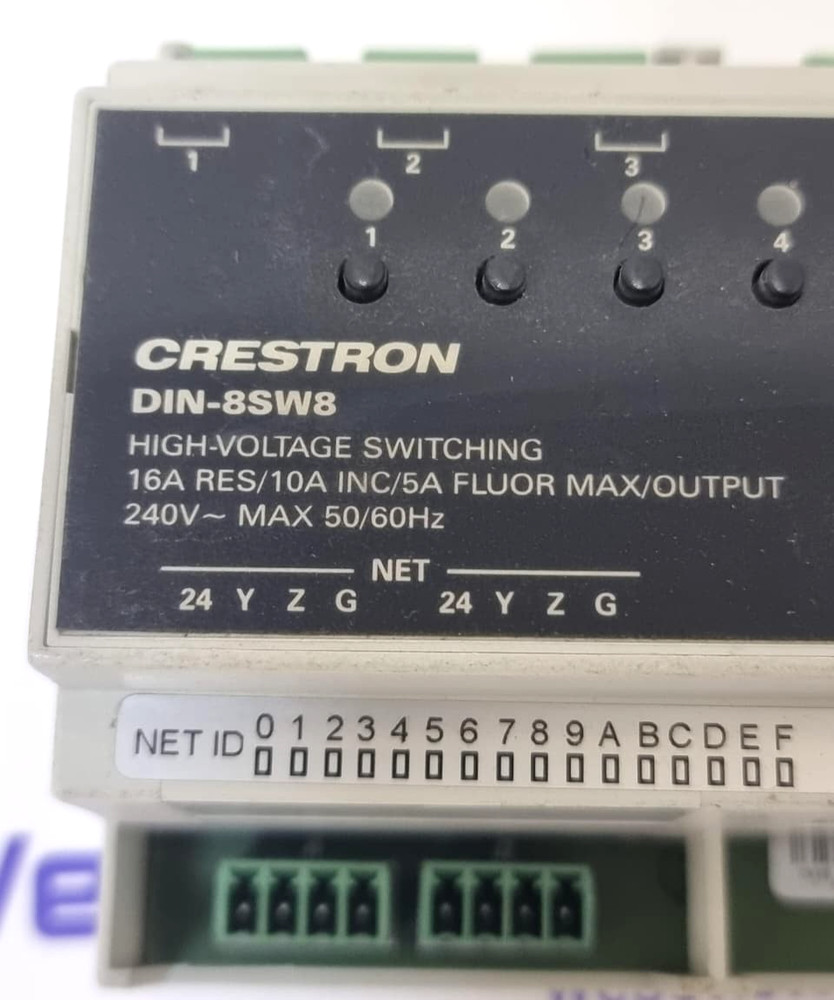 1 2 3
1 2 3 4
CRESTRON
DIN-8SW8
HIGH-VOLTAGE SWITCHING
16A RES/10A INC/5A FLUOR MAX/OUTPUT
240V~ MAX 50/60Hz
NET
24 Y Z G 24 Y Z G
NET ID 0 1 2 3 4 5 6 7 8 9 A B C D E F